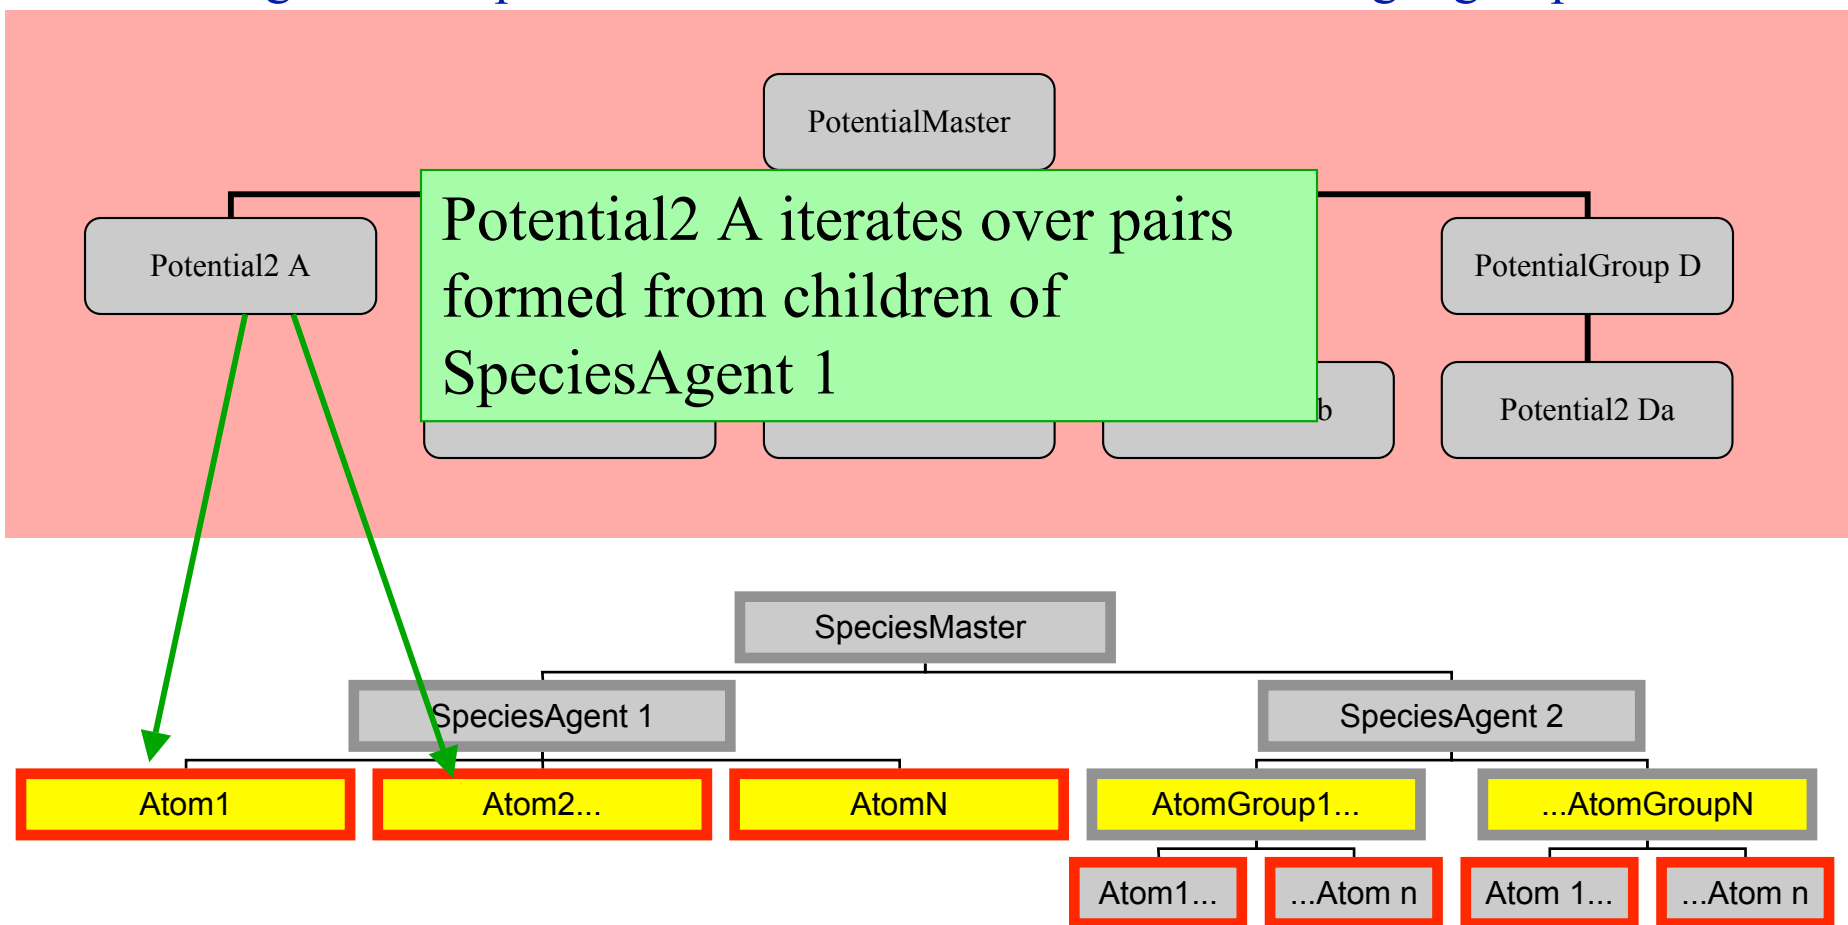 PotentialMaster
Potential2 A
Potential2 A iterates over pairs
formed from children of
SpeciesAgent 1
PotentialGroup D
b
Potential2 Da
SpeciesMaster
SpeciesAgent 1
SpeciesAgent 2
Atom1
Atom2...
AtomN
AtomGroup1...
...AtomGroupN
Atom1...
...Atom n
Atom 1...
...Atom n